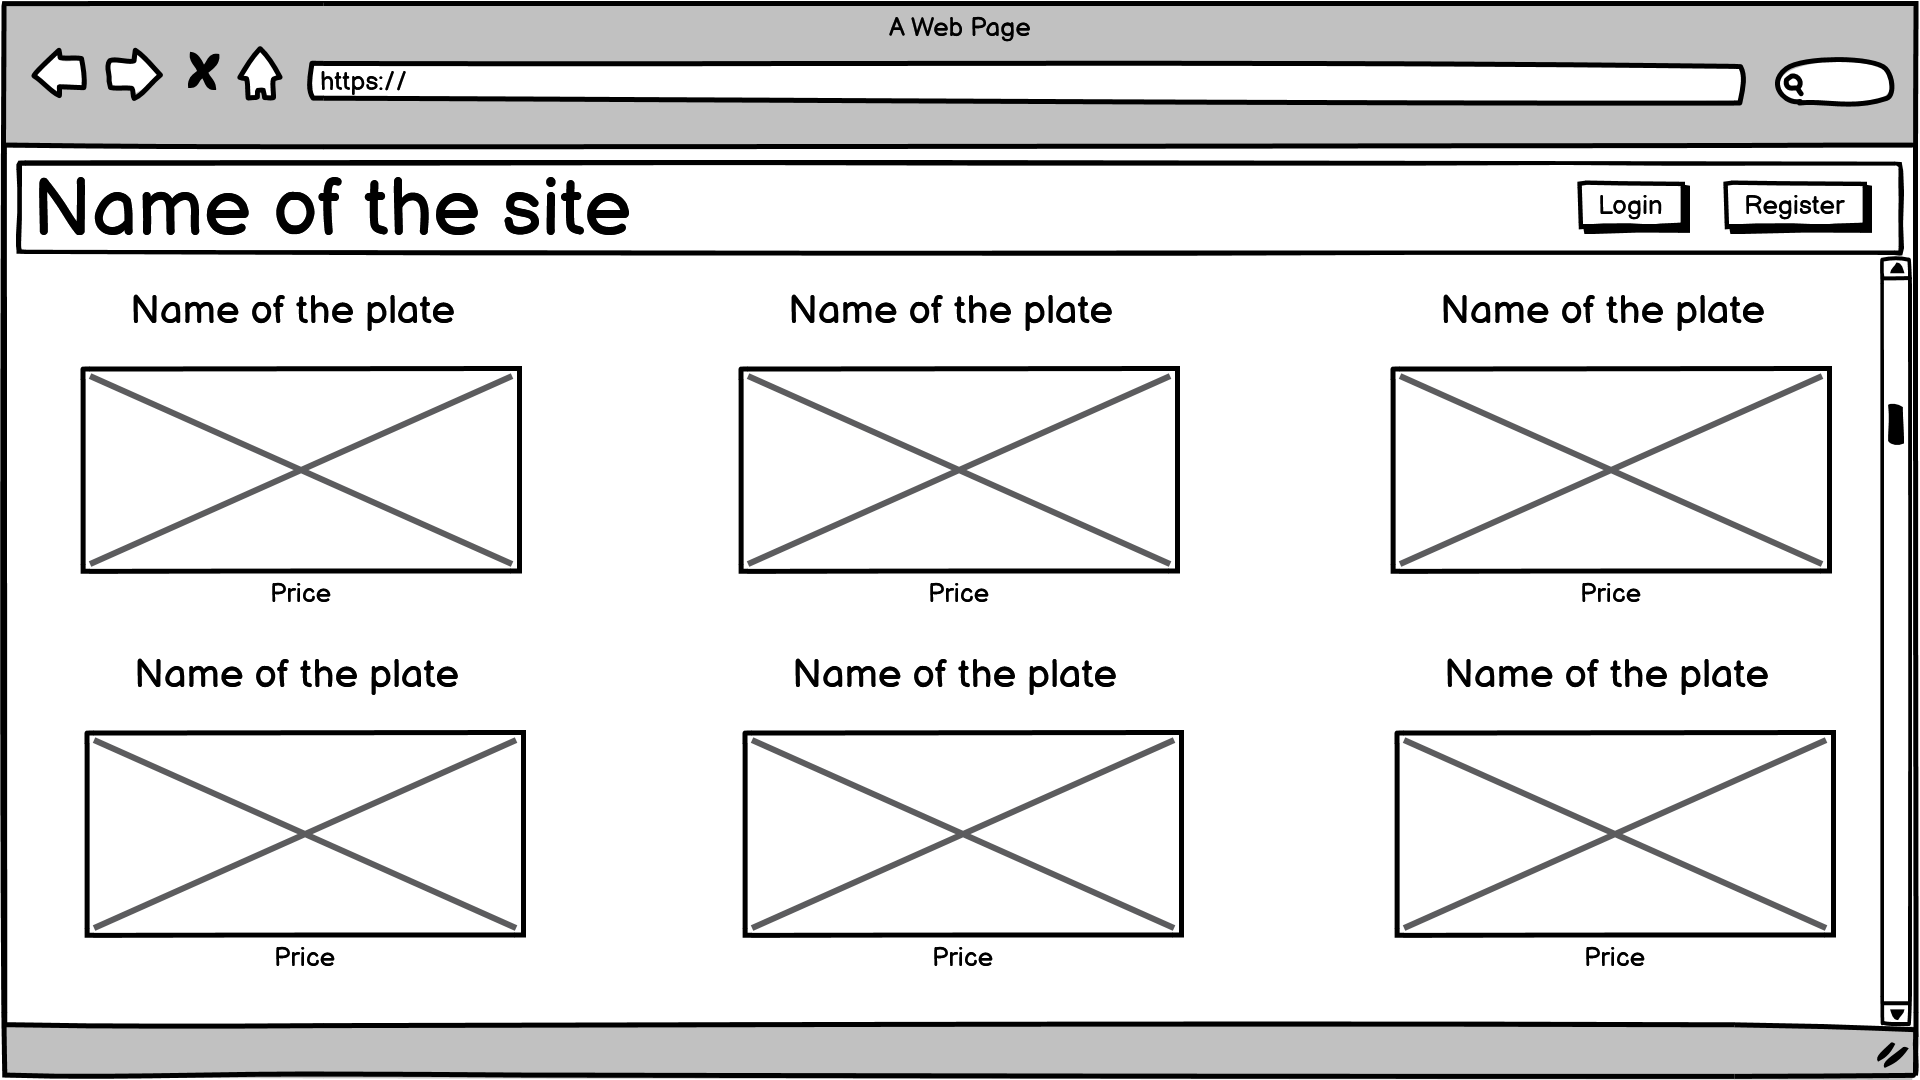 A Web Page
https://
Name of the site
Login
Register
Name of the plate
Name of the plate
Name of the plate
Price
Price
Price
Name of the plate
Name of the plate
Name of the plate
Price
Price
Price